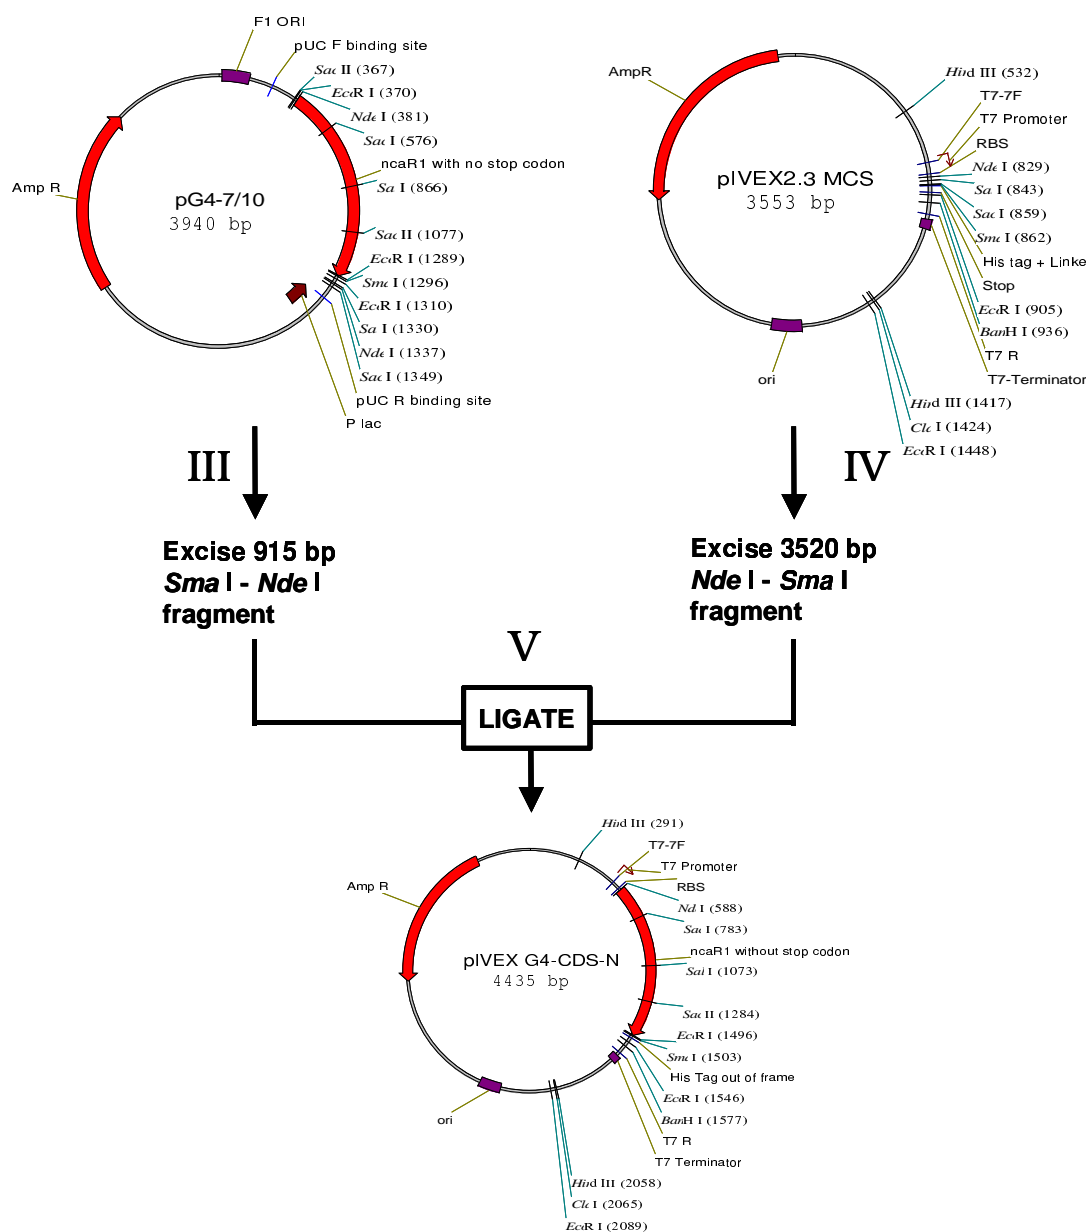 F1 ORI
pUC F binding site
Sac II (367)
EcoR I (370)
Nde I (381)
Sac I (576)
ncaR1 with no stop codon
Sa I (866)
Sac II (1077)
EcoR I (1289)
Sma I (1296)
EcoR I (1310)
Sa I (1330)
Nde I (1337)
Sac I (1349)
pUC R binding site
P lac
Amp R
pG4-7/10
3940 bp
AmpR
Hind III (532)
T7-7F
T7 Promoter
RBS
Nde I (829)
Sa I (843)
Sac I (859)
Sma I (862)
His tag + Linke
Stop
EcoR I (905)
BamH I (936)
T7 R
T7-Terminator
Hind III (1417)
Cla I (1424)
EcoR I (1448)
ori
pIVEX2.3 MCS
3553 bp
III
IV
Excise 915 bp
Sma I - Nde I
fragment
Excise 3520 bp
Nde I - Sma I
fragment
V
LIGATE
Hind III (291)
T7-7F
T7 Promoter
RBS
Nde I (588)
Sac I (783)
ncaR1 without stop codon
Sal I (1073)
Sac II (1284)
EcoR I (1496)
Sma I (1503)
His Tag out of frame
EcoR I (1546)
BamH I (1577)
T7 R
T7 Terminator
Hind III (2058)
Cla I (2065)
EcoR I (2089)
ori
Amp R
pIVEX G4-CDS-N
4435 bp